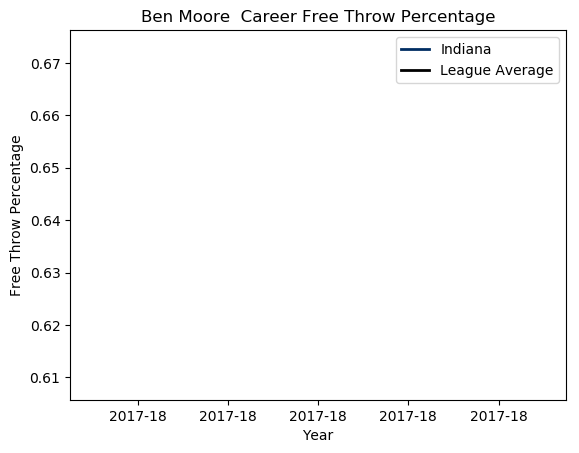 Ben Moore  Career Free Throw Percentage
Indiana
League Average
Free Throw Percentage
0.67
0.66
0.65
0.64
0.63
0.62
0.61
2017-18 2017-18 2017-18 2017-18 2017-18
Year